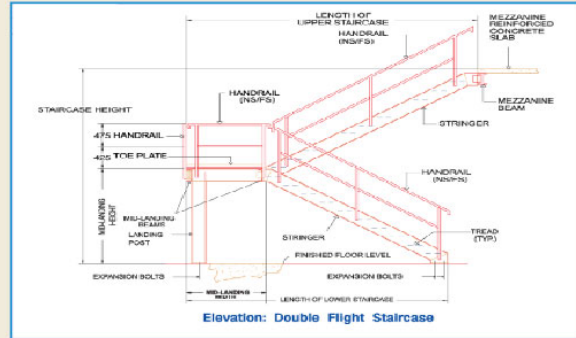 LENGTH OF
UPPER STAIRCASE
HANDRAIL
(NS/FS)
MEZZANINE
REINFORCED
CONCRETE
SLAB
HANDRAIL
(NS/FS)
STAIRCASE HEIGHT
MEZZANINE
BEAM
STRINGER
475 HANDRAIL
425 TOE PLATE
HANDRAIL
(NS/FS)
MID-LANDING
HEIGHT
MID-LANDING
BEAMS
LANDING
POST
STRINGER
TREAD
(TYP.)
FINISHED FLOOR LEVEL
EXPANSION BOLTS
EXPANSION BOLTS
MID-LANDING
WIDTH
LENGTH OF LOWER STAIRCASE
Elevation: Double Flight Staircase